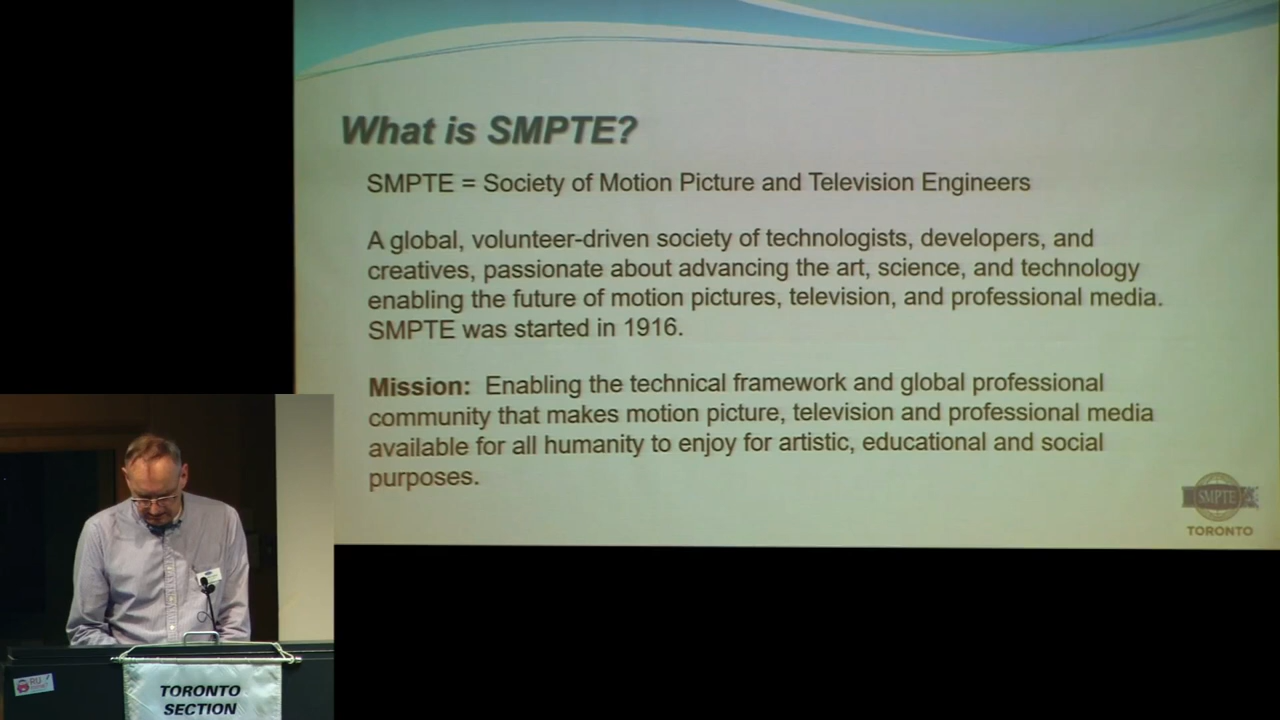 What is SMPTE?
SMPTE = Society of Motion Picture and Television Engineers
A global, volunteer-driven society of technologists, developers, and
creatives, passionate about advancing the art, science, and technology
enabling the future of motion pictures, television, and professional media.
SMPTE was started in 1916.
Mission: Enabling the technical framework and global professional
community that makes motion picture, television and professional media
available for all humanity to enjoy for artistic, educational and social
purposes.
SMPTE
TORONTO
RU
TORONTO
SECTION